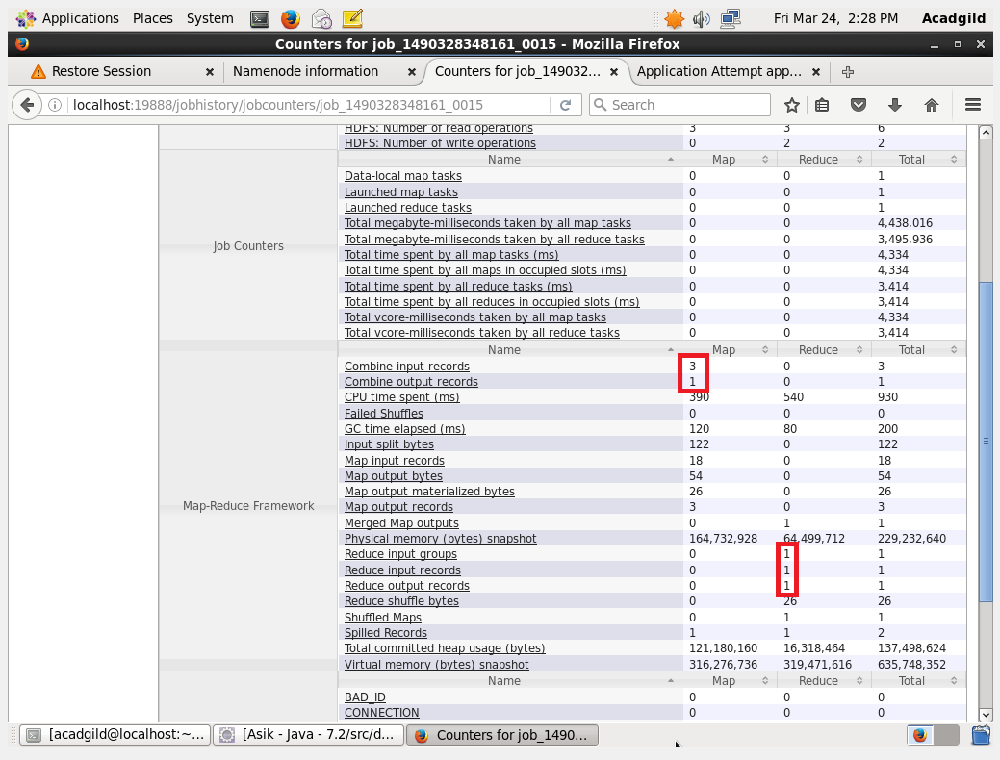 Applications Places System Fri Mar 24, 2:28 PM Acadgild
Counters for job_1490328348161_0015 - Mozilla Firefox
Restore Session × Namenode information × Counters for job_149032... × Application Attempt app... ×
localhost:19888/jobhistory/jobcounters/job_1490328348161_0015 Search
HDFS: Number of read operations 3 3 6
HDFS: Number of write operations 0 2 2
Job Counters
Name Map Reduce Total
Data-local map tasks 0 0 1
Launched map tasks 0 0 1
Launched reduce tasks 0 0 1
Total megabyte-milliseconds taken by all map tasks 0 0 4,438,016
Total megabyte-milliseconds taken by all reduce tasks 0 0 3,495,936
Total time spent by all map tasks (ms) 0 0 4,334
Total time spent by all maps in occupied slots (ms) 0 0 4,334
Total time spent by all reduce tasks (ms) 0 0 3,414
Total time spent by all reduces in occupied slots (ms) 0 0 3,414
Total vcore-milliseconds taken by all map tasks 0 0 4,334
Total vcore-milliseconds taken by all reduce tasks 0 0 3,414
Map-Reduce Framework
Name Map Reduce Total
Combine input records 3 0 3
Combine output records 1 0 1
CPU time spent (ms) 390 540 930
Failed Shuffles 0 0 0
GC time elapsed (ms) 120 80 200
Input split bytes 122 0 122
Map input records 18 0 18
Map output bytes 54 0 54
Map output materialized bytes 26 0 26
Map output records 3 0 3
Merged Map outputs 0 1 1
Physical memory (bytes) snapshot 164,732,928 64,499,712 229,232,640
Reduce input groups 0 1 1
Reduce input records 0 1 1
Reduce output records 0 1 1
Reduce shuffle bytes 0 26 26
Shuffled Maps 0 1 1
Spilled Records 1 1 2
Total committed heap usage (bytes) 121,180,160 16,318,464 137,498,624
Virtual memory (bytes) snapshot 316,276,736 319,471,616 635,748,352
Name Map Reduce Total
BAD_ID 0 0 0
CONNECTION 0 0 0
[acadgild@localhost:~... [Asik - Java - 7.2/src/d... Counters for job_1490...